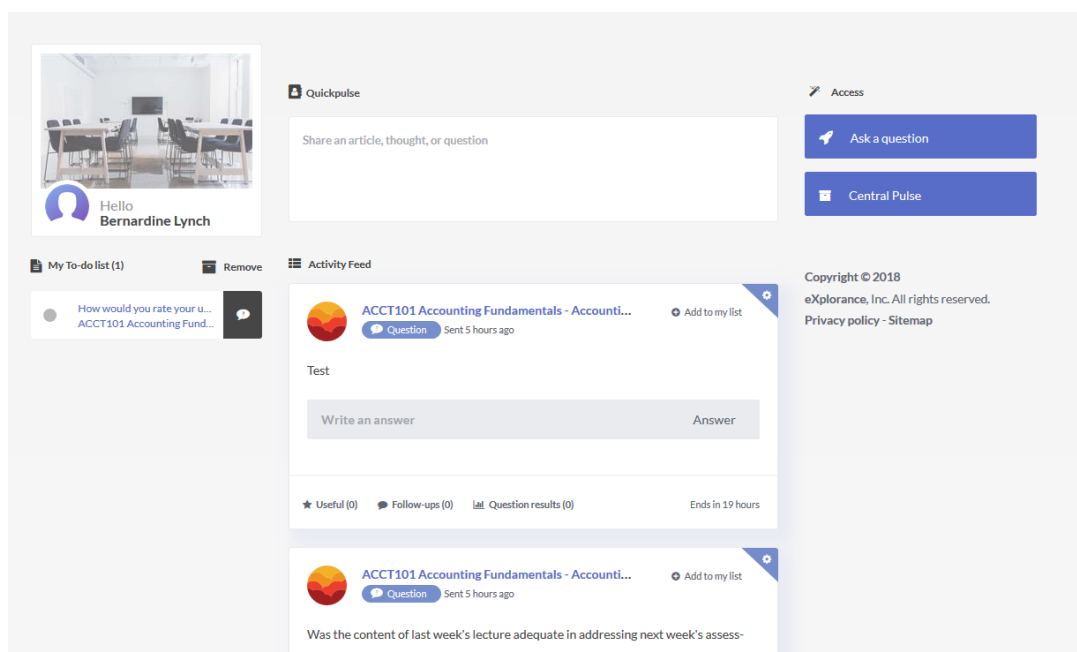 Hello
Bernardine Lynch
My To-do list (1)
Remove
How would you rate your u...
ACCT101 Accounting Fund...
Quickpulse
Share an article, thought, or question
Activity Feed
ACCT101 Accounting Fundamentals - Accounti...
Add to my list
Question
Sent 5 hours ago
Test
Write an answer
Answer
Useful (0)
Follow-ups (0)
Question results (0)
Ends in 19 hours
ACCT101 Accounting Fundamentals - Accounti...
Add to my list
Question
Sent 5 hours ago
Was the content of last week's lecture adequate in addressing next week's assess-
Access
Ask a question
Central Pulse
Copyright © 2018
eXplorance, Inc. All rights reserved.
Privacy policy - Sitemap